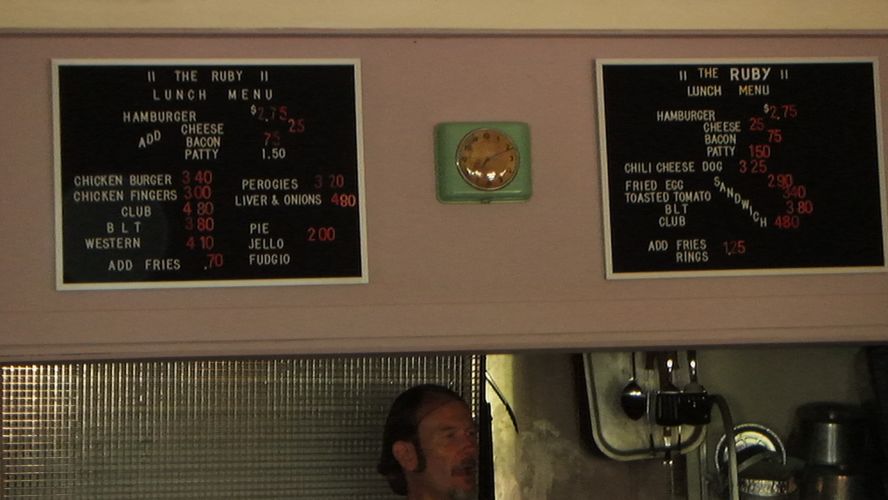 II THE RUBY II
LUNCH MENU
HAMBURGER $2.75
ADD CHEESE 25
BACON 75
PATTY 1.50
CHICKEN BURGER 3 40
CHICKEN FINGERS 3 00
CLUB 4 80
B L T 3 80
WESTERN 4 10
ADD FRIES .70
PEROGIES 3 20
LIVER & ONIONS 4 80
PIE
JELLO 2 00
FUDGIO
II THE RUBY II
LUNCH MENU
HAMBURGER $2.75
CHEESE 25
BACON 75
PATTY 150
CHILI CHEESE DOG 3 25
FRIED EGG 2 90
TOASTED TOMATO SANDWICH 3 40
BLT 3 80
CLUB 4 80
ADD FRIES 1.25
RINGS